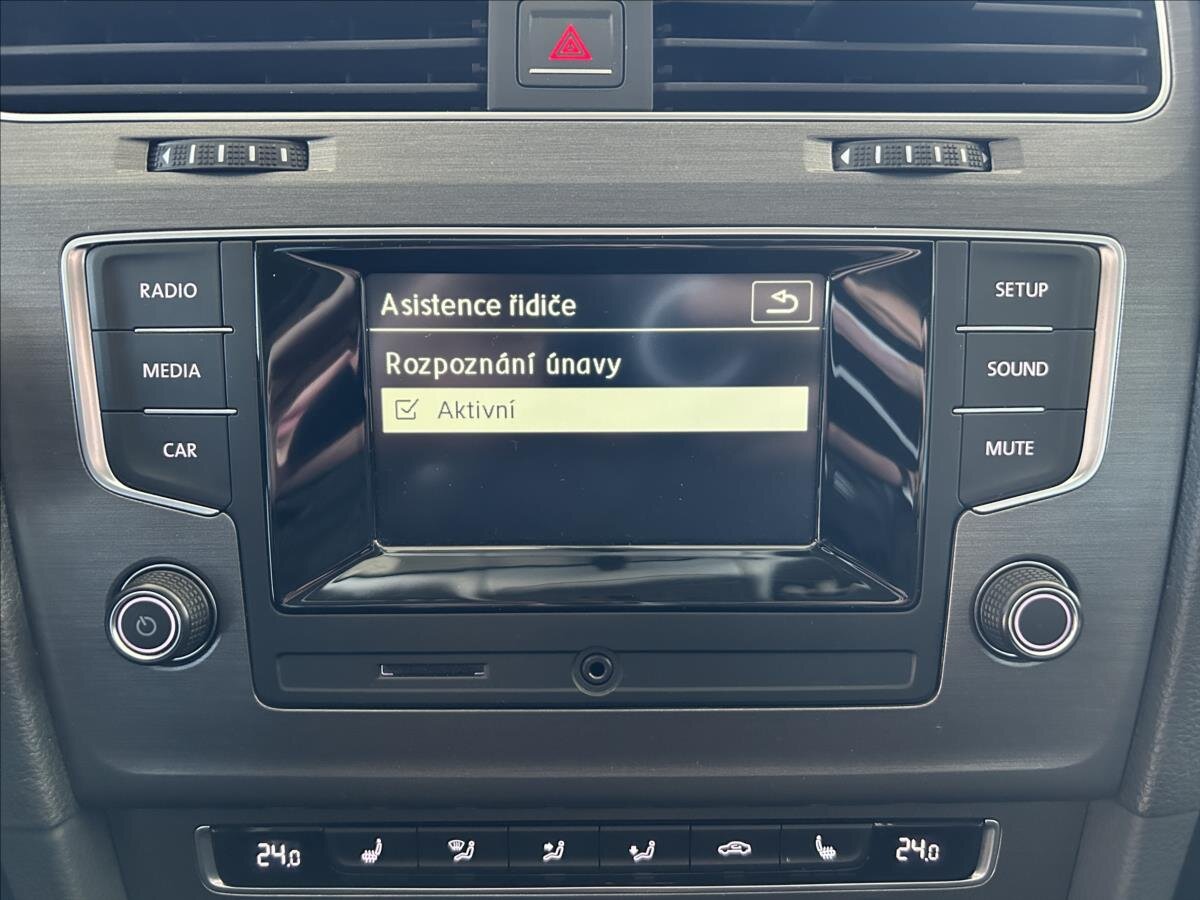 RADIO
MEDIA
CAR
Asistence řidiče
Rozpoznání únavy
Aktivní
SETUP
SOUND
MUTE
24.0
24.0